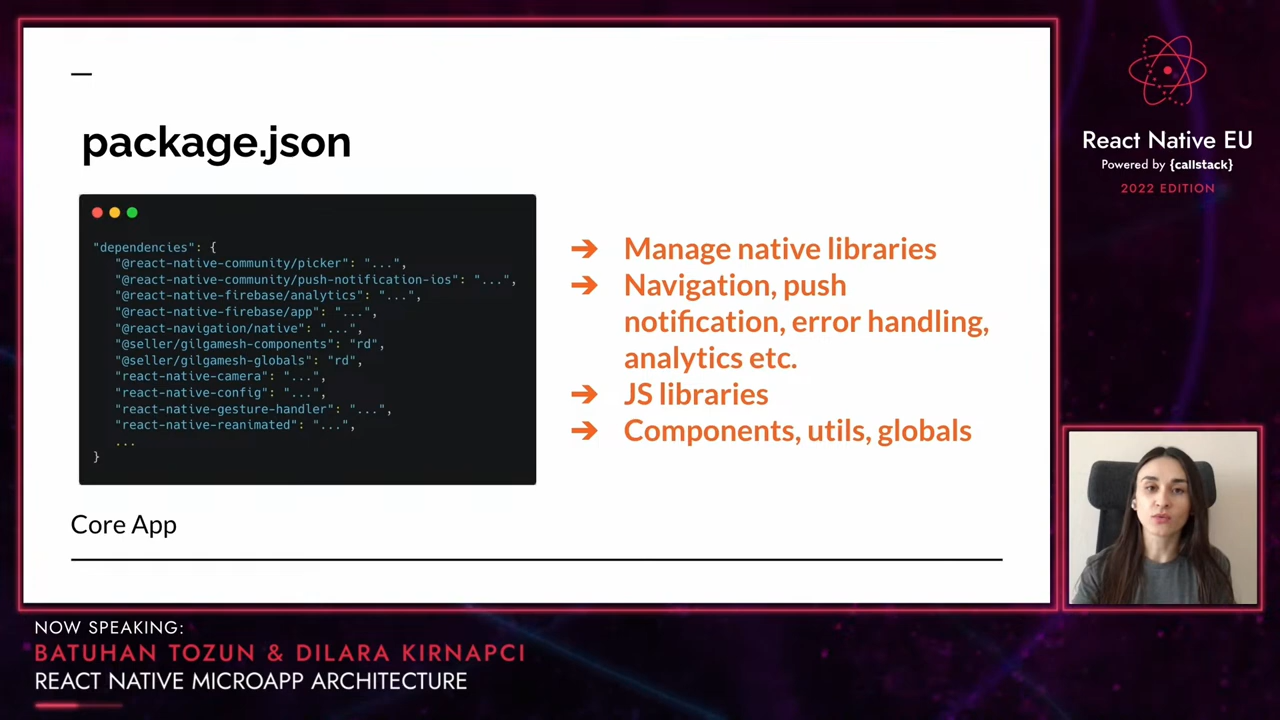 —
package.json
"dependencies": {
"@react-native-community/picker": "...",
"@react-native-community/push-notification-ios": "...",
"@react-native-firebase/analytics": "...",
"@react-native-firebase/app": "...",
"@react-navigation/native": "...",
"@seller/gilgamesh-components": "rd",
"@seller/gilgamesh-globals": "rd",
"react-native-camera": "...",
"react-native-config": "...",
"react-native-gesture-handler": "...",
"react-native-reanimated": "...",
...
}
➔ Manage native libraries
➔ Navigation, push
notification, error handling,
analytics etc.
➔ JS libraries
➔ Components, utils, globals
Core App
React Native EU
Powered by {callstack}
2022 EDITION
NOW SPEAKING:
BATUHAN TOZUN & DILARA KIRNAPCI
REACT NATIVE MICROAPP ARCHITECTURE